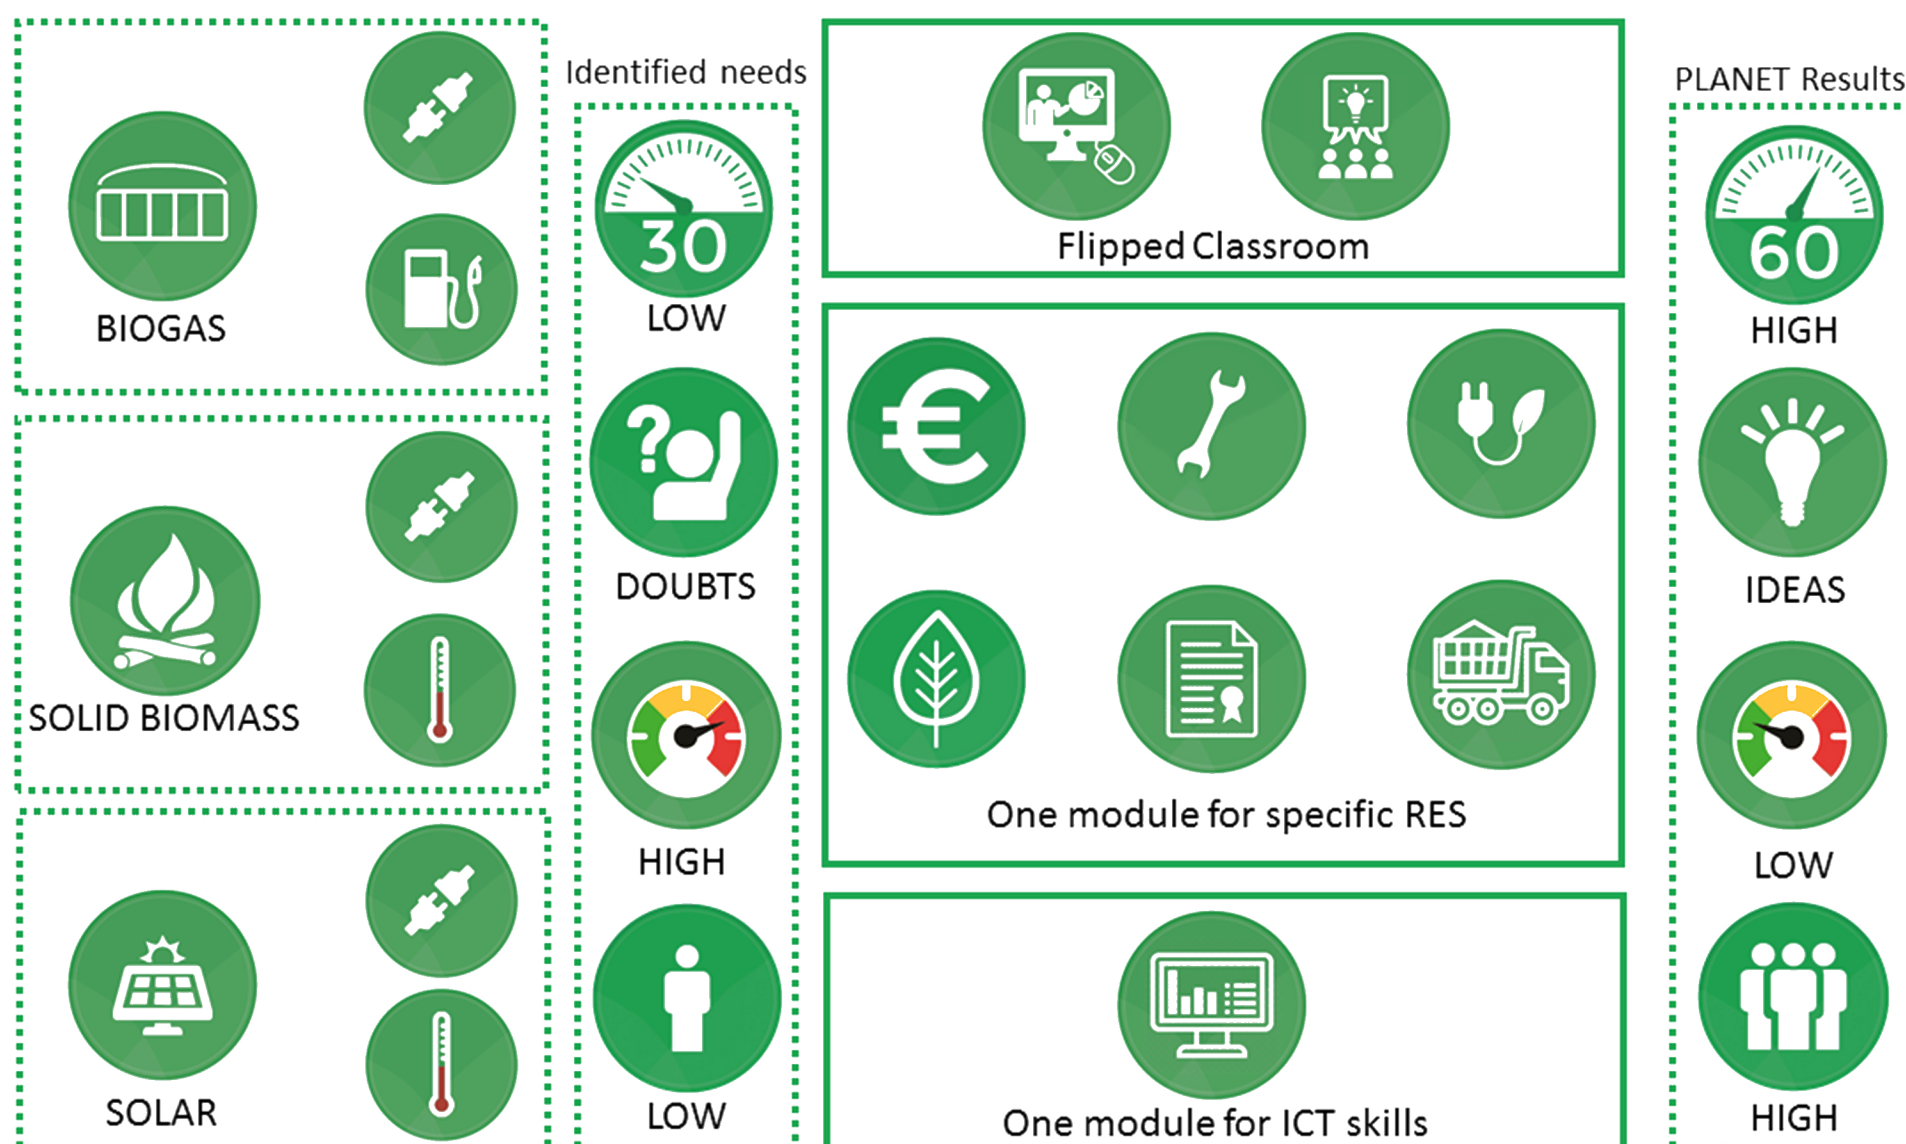 BIOGAS
SOLID BIOMASS
SOLAR
Identified needs
30
LOW
?
DOUBTS
HIGH
LOW
Flipped Classroom
€
One module for specific RES
One module for ICT skills
PLANET Results
60
HIGH
IDEAS
LOW
HIGH